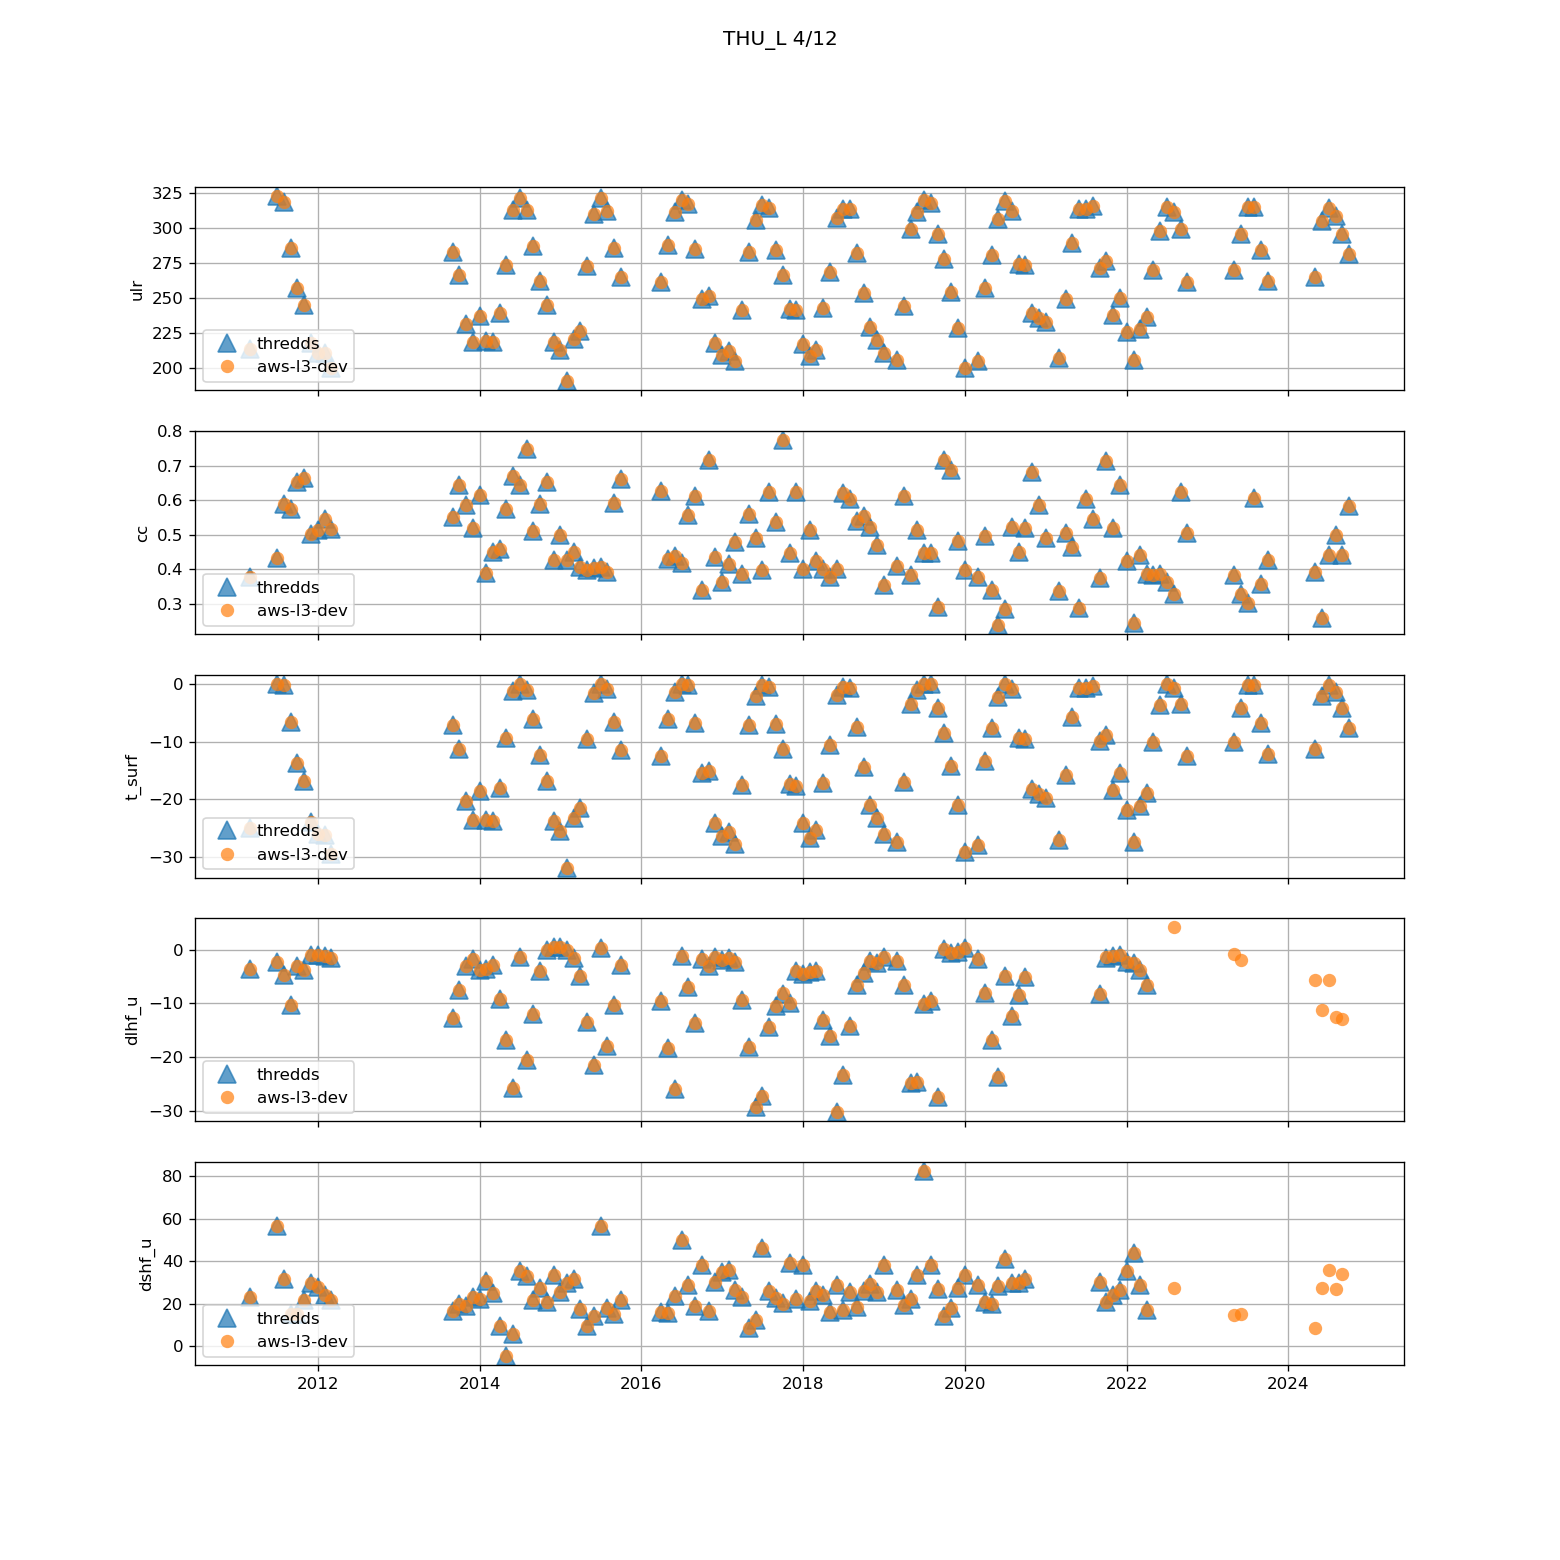 THU_L 4/12
325
300
275
250
225
200
ulr
thredds
aws-l3-dev
0.8
0.7
0.6
0.5
0.4
0.3
cc
thredds
aws-l3-dev
0
−10
−20
−30
t_surf
thredds
aws-l3-dev
0
−10
−20
−30
dlhf_u
thredds
aws-l3-dev
80
60
40
20
0
dshf_u
thredds
aws-l3-dev
2012 2014 2016 2018 2020 2022 2024